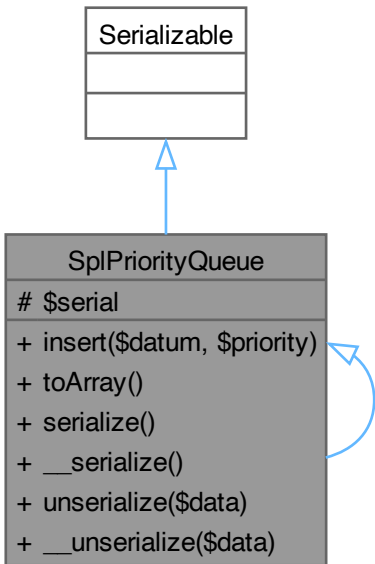 Serializable
SplPriorityQueue
# $serial
+ insert($datum, $priority)
+ toArray()
+ serialize()
+ __serialize()
+ unserialize($data)
+ __unserialize($data)